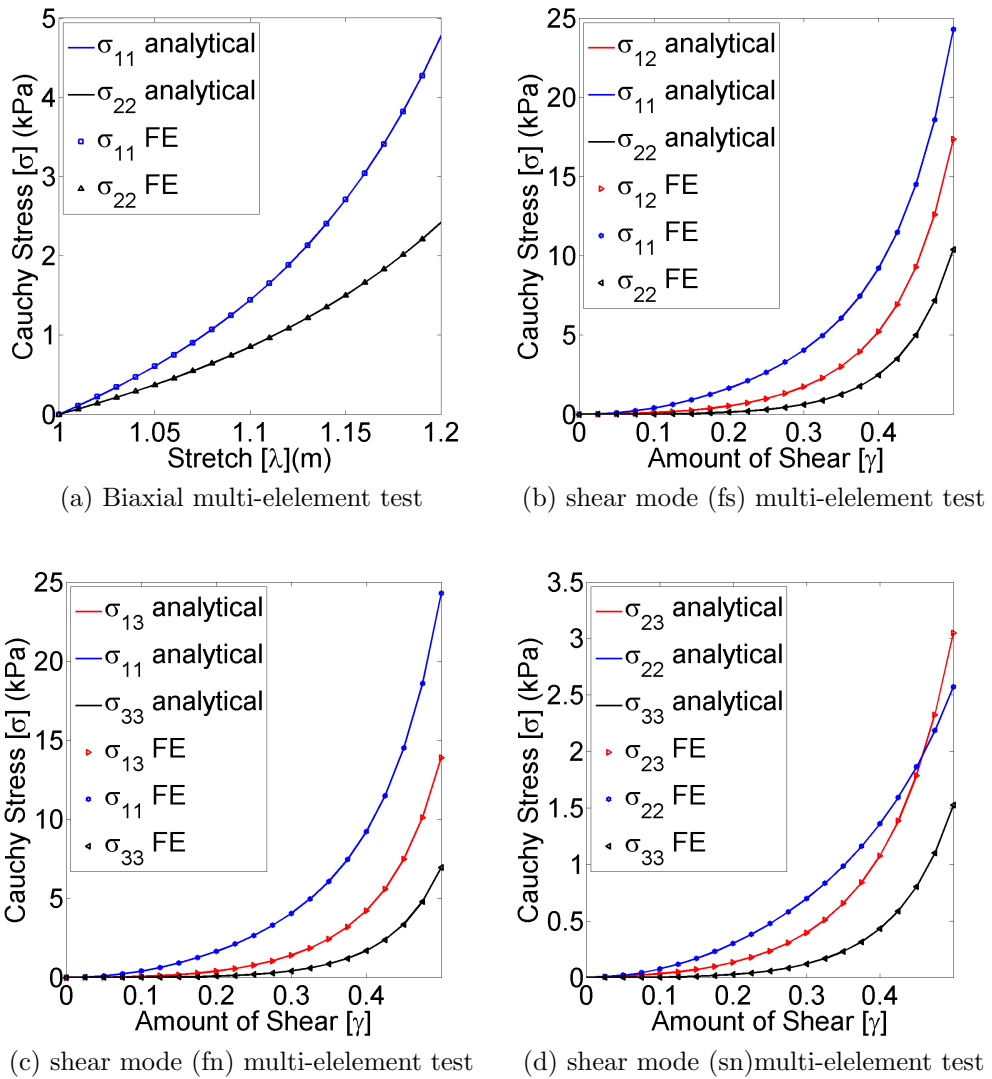 5
4
3
2
1
0
Cauchy Stress [σ] (kPa)
σ11 analytical
σ22 analytical
σ11 FE
σ22 FE
1 1.05 1.1 1.15 1.2
Stretch [λ](m)
(a) Biaxial multi-elelement test
25
20
15
10
5
0
Cauchy Stress [σ] (kPa)
σ12 analytical
σ11 analytical
σ22 analytical
σ12 FE
σ11 FE
σ22 FE
0 0.1 0.2 0.3 0.4
Amount of Shear [γ]
(b) shear mode (fs) multi-elelement test
25
20
15
10
5
0
Cauchy Stress [σ] (kPa)
σ13 analytical
σ11 analytical
σ33 analytical
σ13 FE
σ11 FE
σ33 FE
0 0.1 0.2 0.3 0.4
Amount of Shear [γ]
(c) shear mode (fn) multi-elelement test
3.5
3
2.5
2
1.5
1
0.5
0
Cauchy Stress [σ] (kPa)
σ23 analytical
σ22 analytical
σ33 analytical
σ23 FE
σ22 FE
σ33 FE
0 0.1 0.2 0.3 0.4
Amount of Shear [γ]
(d) shear mode (sn)multi-elelement test